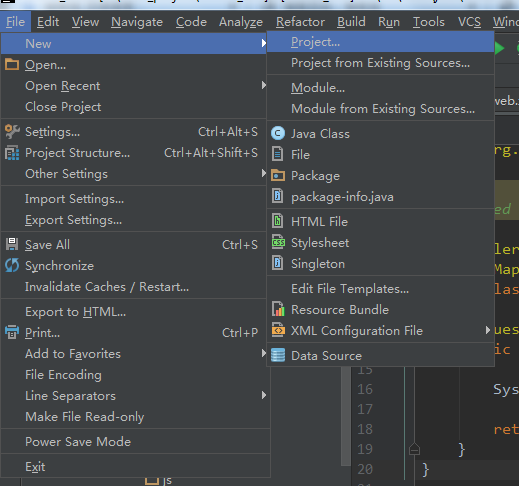 File Edit View Navigate Code Analyze Refactor Build Run Tools VCS
New
Open...
Open Recent
Close Project
Settings... Ctrl+Alt+S
Project Structure... Ctrl+Alt+Shift+S
Other Settings
Import Settings...
Export Settings...
Save All Ctrl+S
Synchronize
Invalidate Caches / Restart...
Export to HTML...
Print... Ctrl+P
Add to Favorites
File Encoding
Line Separators
Make File Read-only
Power Save Mode
Exit
Project...
Project from Existing Sources...
Module...
Module from Existing Sources...
Java Class
File
Package
package-info.java
HTML File
Stylesheet
Singleton
Edit File Templates...
Resource Bundle
XML Configuration File
Data Source
web.
rg.
ed
ler
Map
las
ues
ic
15
16 Sys
17
18 ret
19 }
20 }
js